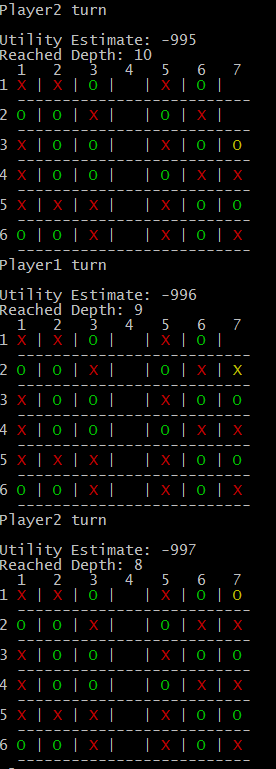 Player2 turn
Utility Estimate: -995
Reached Depth: 10
1 2 3 4 5 6 7
1 X | X | O |   | X | O |
---------------------------
2 O | O | X |   | O | X |
---------------------------
3 X | O | O |   | X | O | O
---------------------------
4 X | O | O |   | O | X | X
---------------------------
5 X | X | X |   | X | O | O
---------------------------
6 O | O | X |   | X | O | X
---------------------------
Player1 turn
Utility Estimate: -996
Reached Depth: 9
1 2 3 4 5 6 7
1 X | X | O |   | X | O |
---------------------------
2 O | O | X |   | O | X | X
---------------------------
3 X | O | O |   | X | O | O
---------------------------
4 X | O | O |   | O | X | X
---------------------------
5 X | X | X |   | X | O | O
---------------------------
6 O | O | X |   | X | O | X
---------------------------
Player2 turn
Utility Estimate: -997
Reached Depth: 8
1 2 3 4 5 6 7
1 X | X | O |   | X | O | O
---------------------------
2 O | O | X |   | O | X | X
---------------------------
3 X | O | O |   | X | O | O
---------------------------
4 X | O | O |   | O | X | X
---------------------------
5 X | X | X |   | X | O | O
---------------------------
6 O | O | X |   | X | O | X
---------------------------